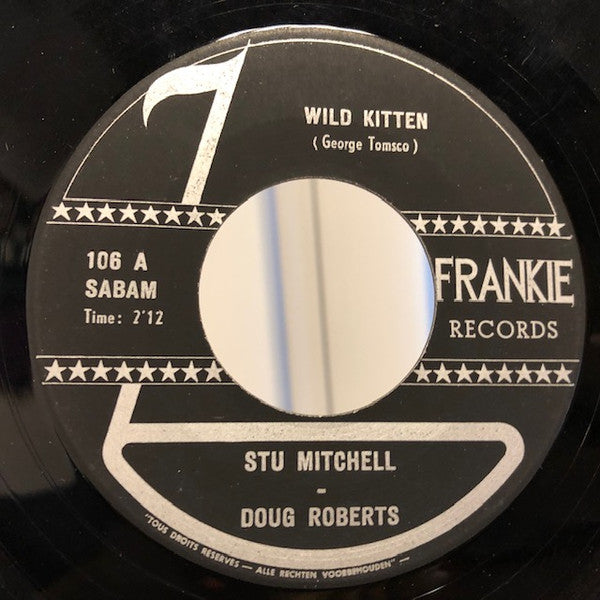 WILD KITTEN
( George Tomsco )
106 A
SABAM
Time: 2'12
FRANKIE
RECORDS
STU MITCHELL
-
DOUG ROBERTS
"TOUS DROITS RÉSERVÉS — ALLE RECHTEN VOORBEHOUDEN"